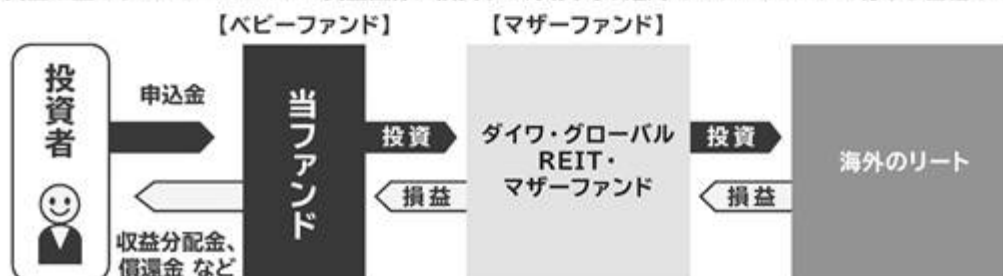 【ベビーファンド】
【マザーファンド】
投資者
申込金
収益分配金、
償還金 など
当ファンド
投資
損益
ダイワ・グローバル
REIT・
マザーファンド
投資
損益
海外のリート